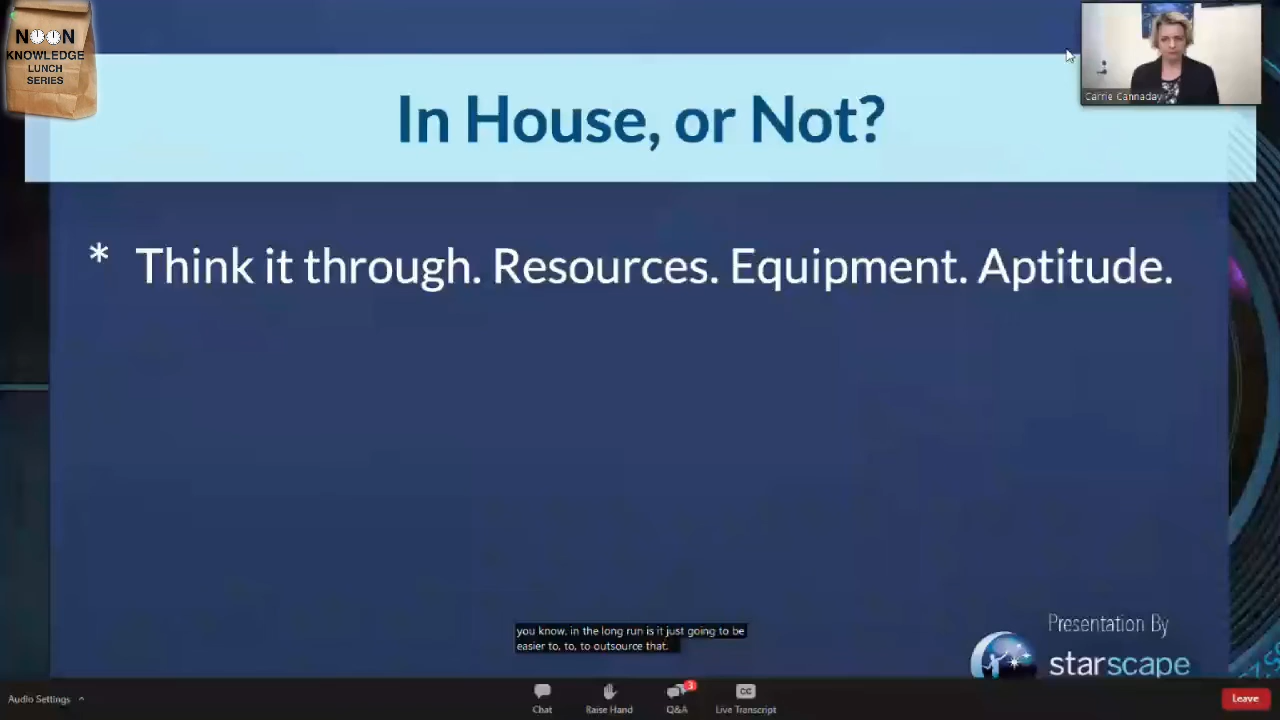 NOON
KNOWLEDGE
LUNCH
SERIES
Carrie Cannaday
In House, or Not?
* Think it through. Resources. Equipment. Aptitude.
Presentation By
starscape
you know, in the long run is it just going to be
easier to, to, to outsource that.
Audio Settings
Chat
Raise Hand
3
Q&A
CC
Live Transcript
Leave